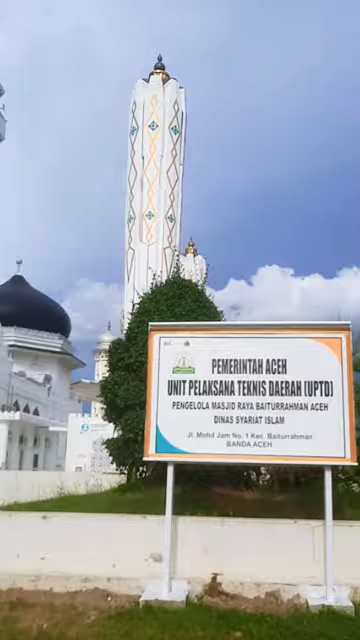 PEMERINTAH ACEH
UNIT PELAKSANA TEKNIS DAERAH (UPTD)
PENGELOLA MASJID RAYA BAITURRAHMAN ACEH
DINAS SYARIAT ISLAM
JL. MOHD JAM NO. 1 KEC. BAITURRAHMAN
BANDA ACEH